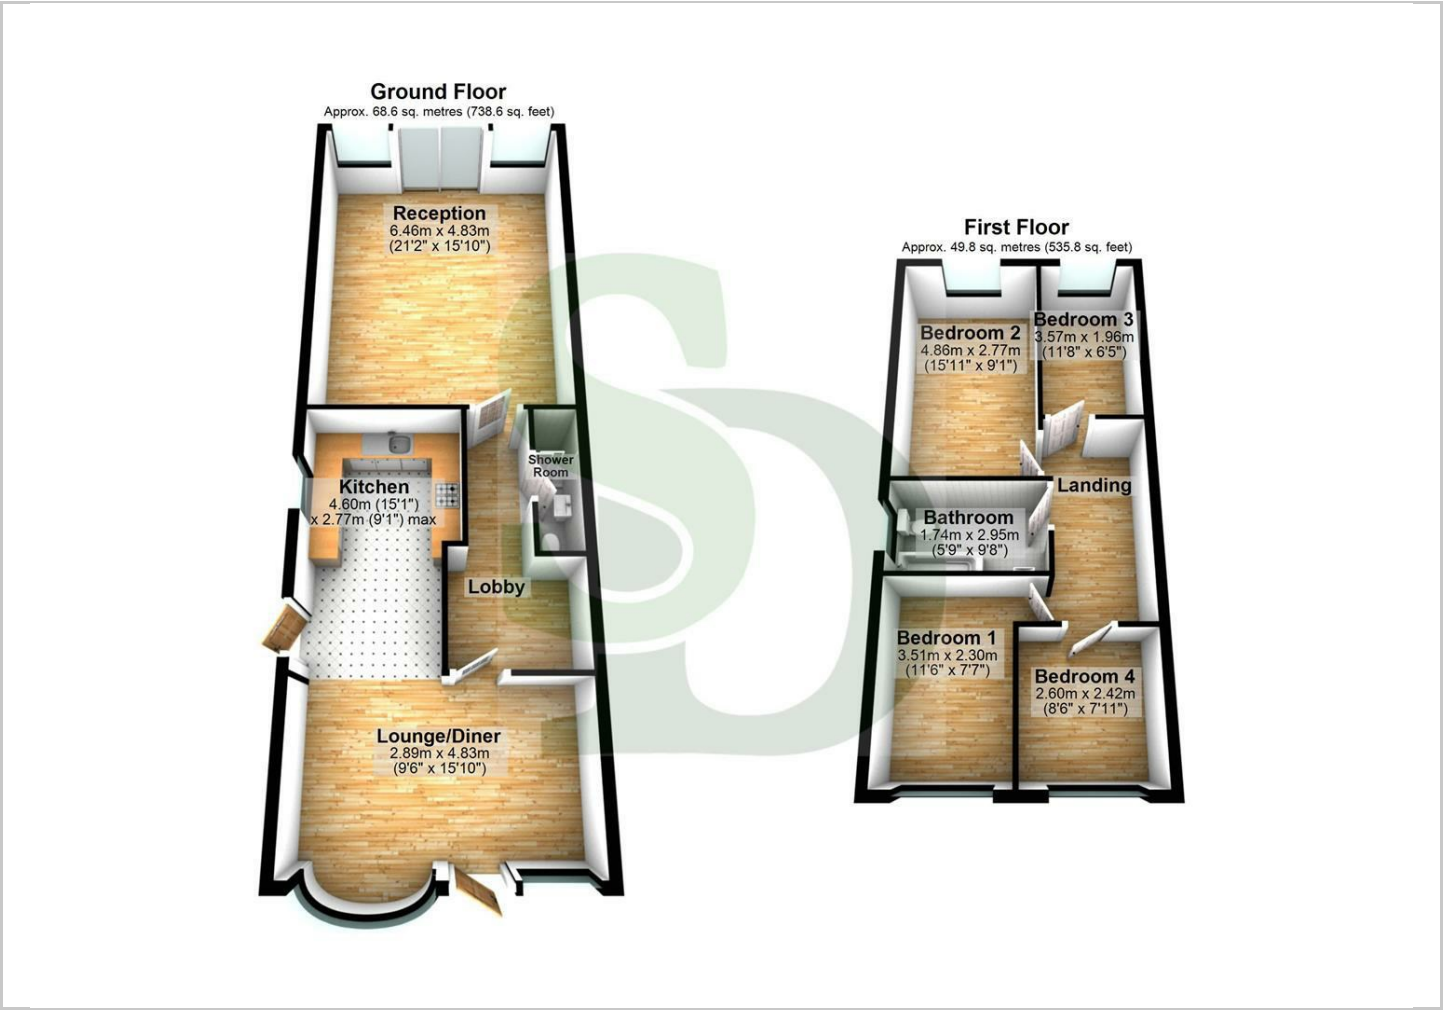 Ground Floor
Approx. 68.6 sq. metres (738.6 sq. feet)
Reception
6.46m x 4.83m
(21'2" x 15'10")
Kitchen
4.60m (15'1")
x 2.77m (9'1") max
Shower
Room
Lobby
Lounge/Diner
2.89m x 4.83m
(9'6" x 15'10")
First Floor
Approx. 49.8 sq. metres (535.8 sq. feet)
Bedroom 2
4.86m x 2.77m
(15'11" x 9'1")
Bedroom 3
3.57m x 1.96m
(11'8" x 6'5")
Landing
Bathroom
1.74m x 2.95m
(5'9" x 9'8")
Bedroom 1
3.51m x 2.30m
(11'6" x 7'7")
Bedroom 4
2.60m x 2.42m
(8'6" x 7'11")
SD